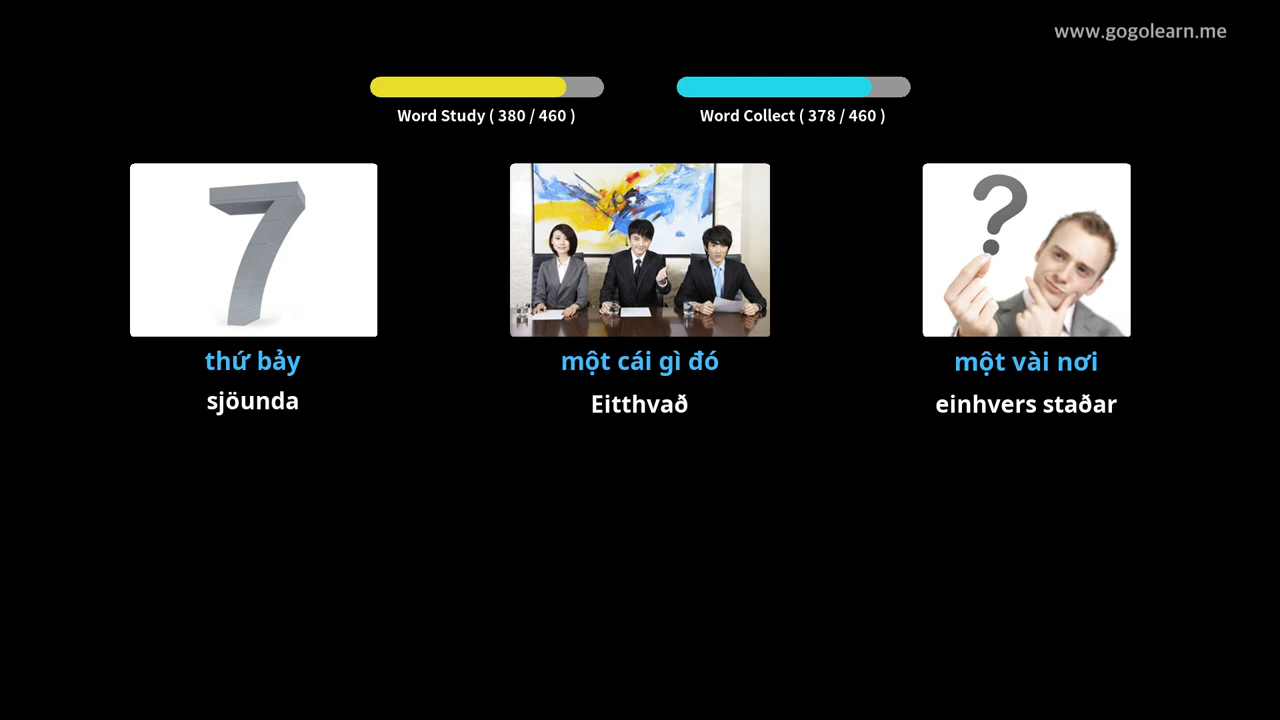 www.gogolearn.me
Word Study ( 380 / 460 )
Word Collect ( 378 / 460 )
7
?
thứ bảy
một cái gì đó
một vài nơi
sjöunda
Eitthvað
einhvers staðar